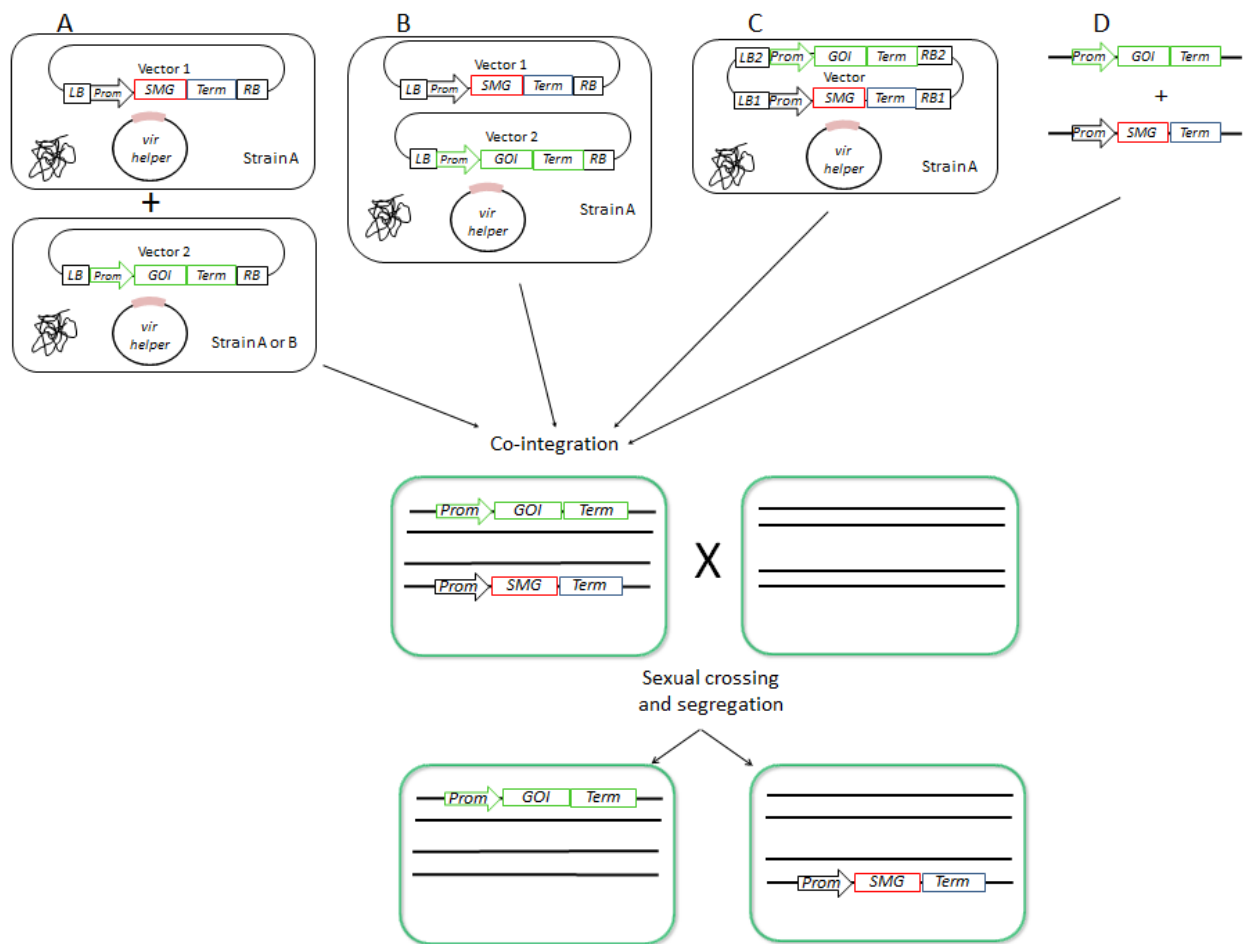 A
B
C
D
Vector 1
LB Prom SMG Term RB
vir
helper
Strain A
+
Vector 2
LB Prom GOI Term RB
vir
helper
Strain A or B
Vector 1
LB Prom SMG Term RB
Vector 2
LB Prom GOI Term RB
vir
helper
Strain A
LB2 Prom GOI Term RB2
Vector
LB1 Prom SMG Term RB1
vir
helper
Strain A
Prom GOI Term
+
Prom SMG Term
Co-integration
Prom GOI Term
Prom SMG Term
X
Sexual crossing
and segregation
Prom GOI Term
Prom SMG Term